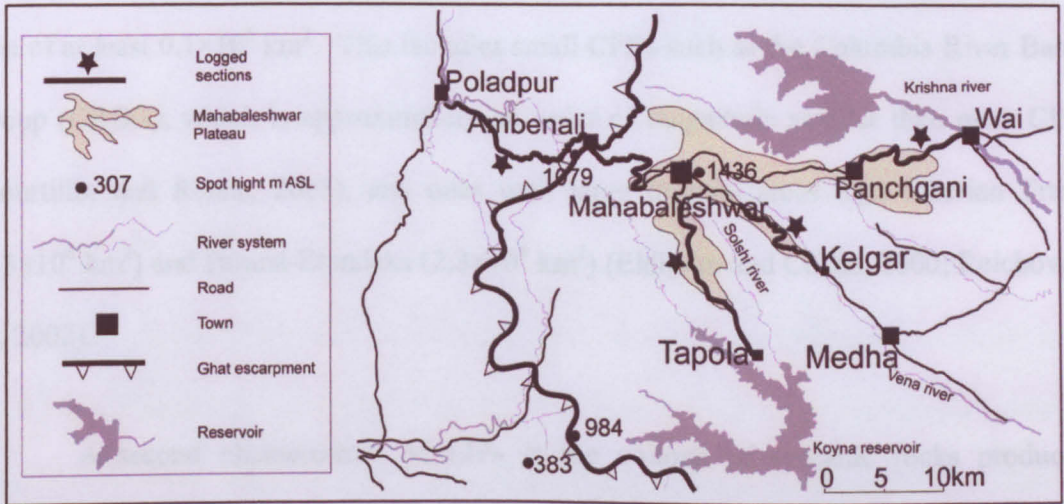 Logged
sections
Mahabaleshwar
Plateau
307
Spot hight m ASL
River system
Road
Town
Ghat escarpment
Reservoir
Poladpur
Ambenali
1079
Krishna river
Wai
1436
Panchgani
Mahabaleshwar
Solshi river
Kelgar
Tapola
Medha
Vena river
984
383
Koyna reservoir
0 5 10km